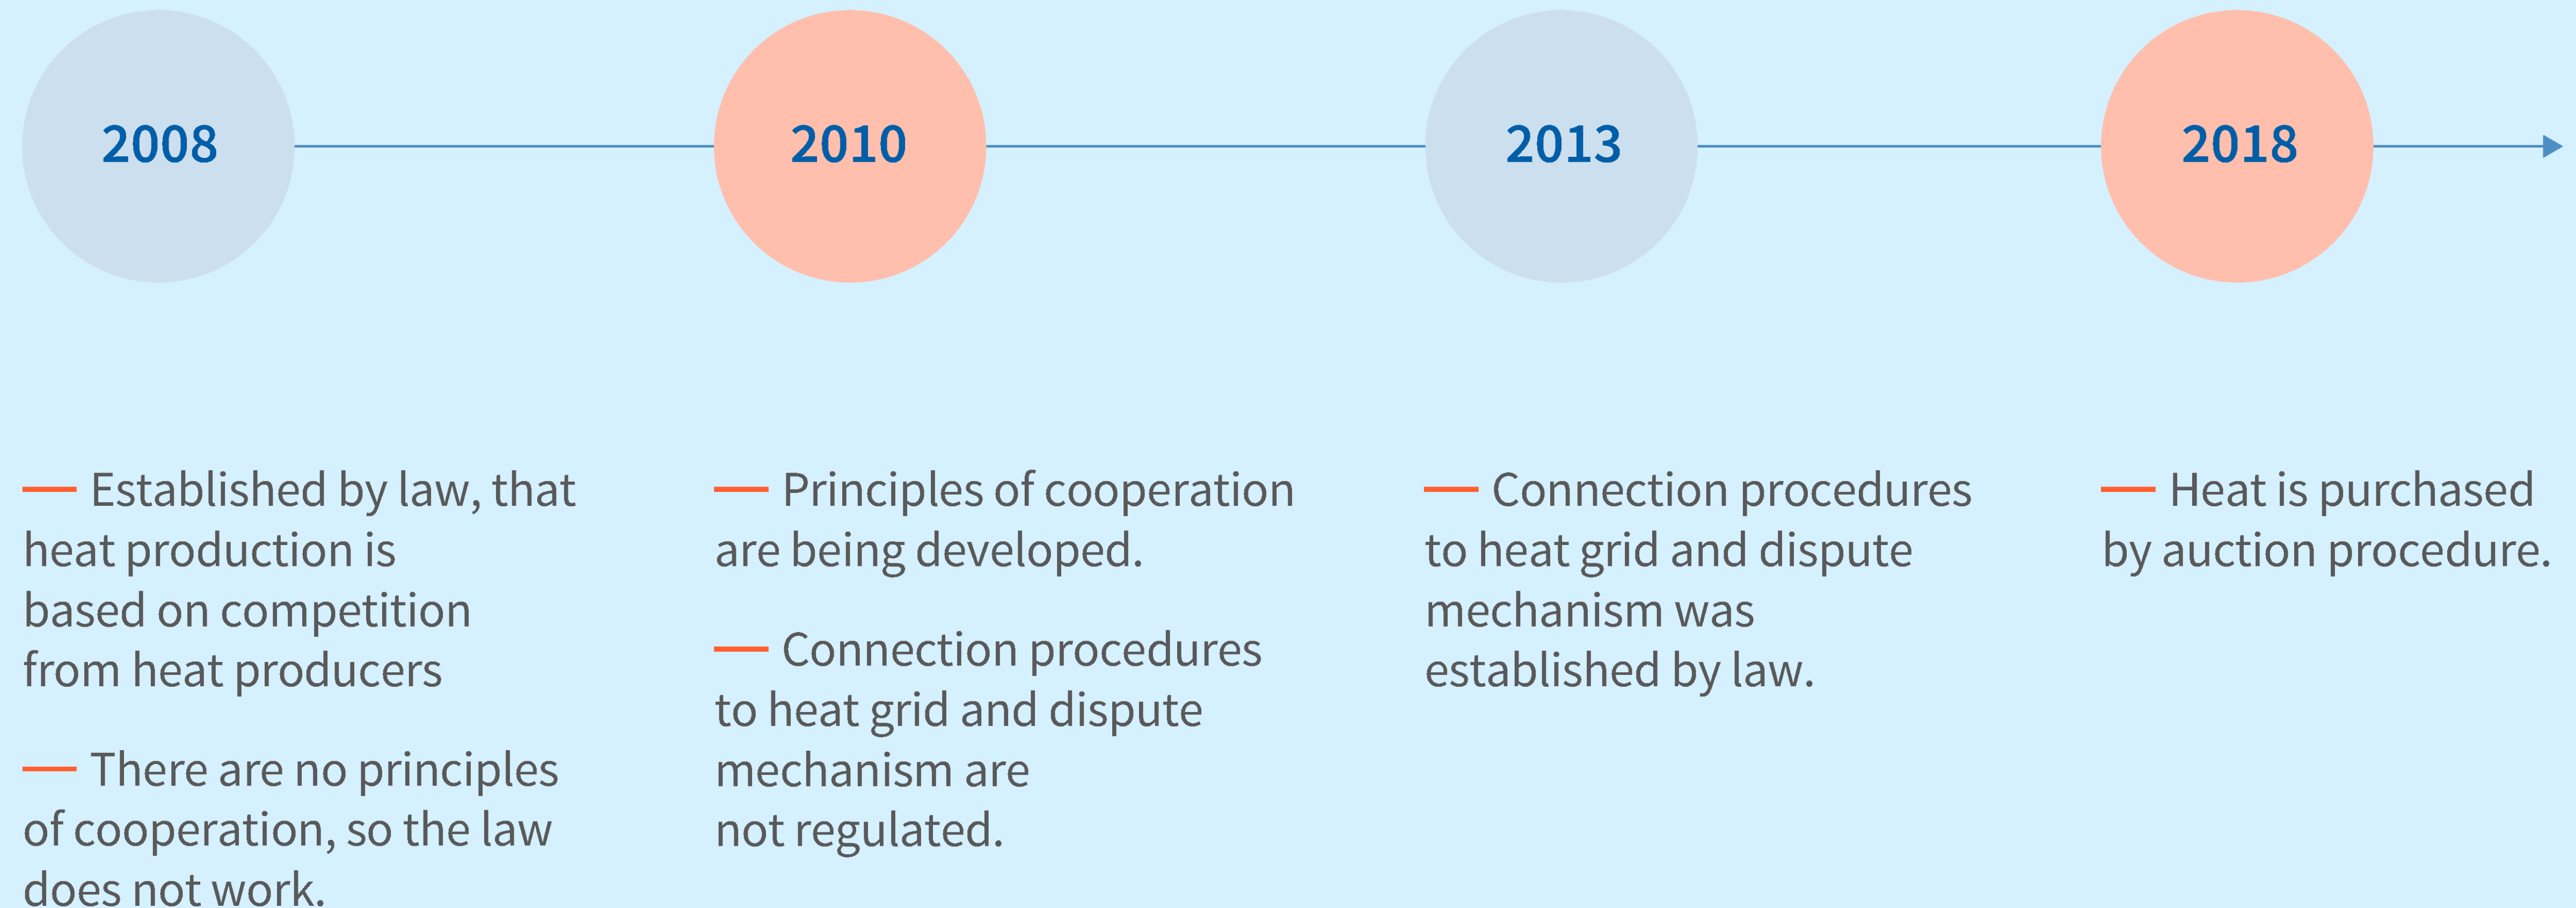 2008
2010
2013
2018
— Established by law, that
heat production is
based on competition
from heat producers
— There are no principles
of cooperation, so the law
does not work.
— Principles of cooperation
are being developed.
— Connection procedures
to heat grid and dispute
mechanism are
not regulated.
— Connection procedures
to heat grid and dispute
mechanism was
established by law.
— Heat is purchased
by auction procedure.